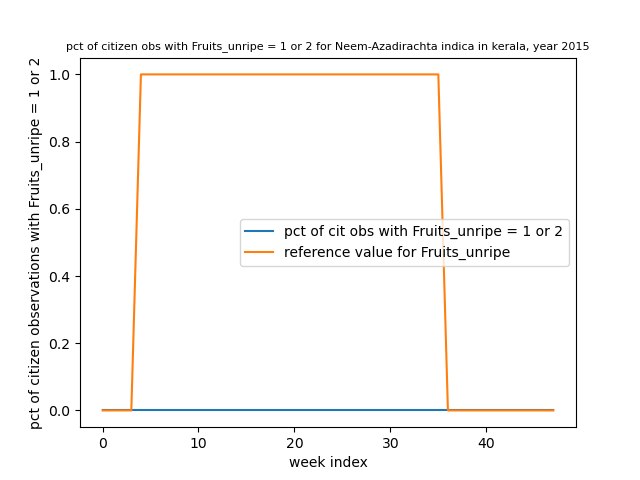 pct of citizen obs with Fruits_unripe = 1 or 2 for Neem-Azadirachta indica in kerala, year 2015
pct of citizen observations with Fruits_unripe = 1 or 2
1.0
0.8
0.6
0.4
0.2
0.0
pct of cit obs with Fruits_unripe = 1 or 2
reference value for Fruits_unripe
0
10
20
30
40
week index